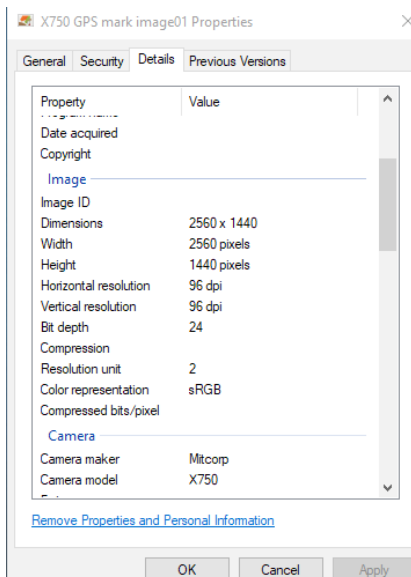 X750 GPS mark image01 Properties
General Security Details Previous Versions
Property Value
Date acquired
Copyright
Image
Image ID
Dimensions 2560 x 1440
Width 2560 pixels
Height 1440 pixels
Horizontal resolution 96 dpi
Vertical resolution 96 dpi
Bit depth 24
Compression
Resolution unit 2
Color representation sRGB
Compressed bits/pixel
Camera
Camera maker Mitcorp
Camera model X750
Remove Properties and Personal Information
OK Cancel Apply